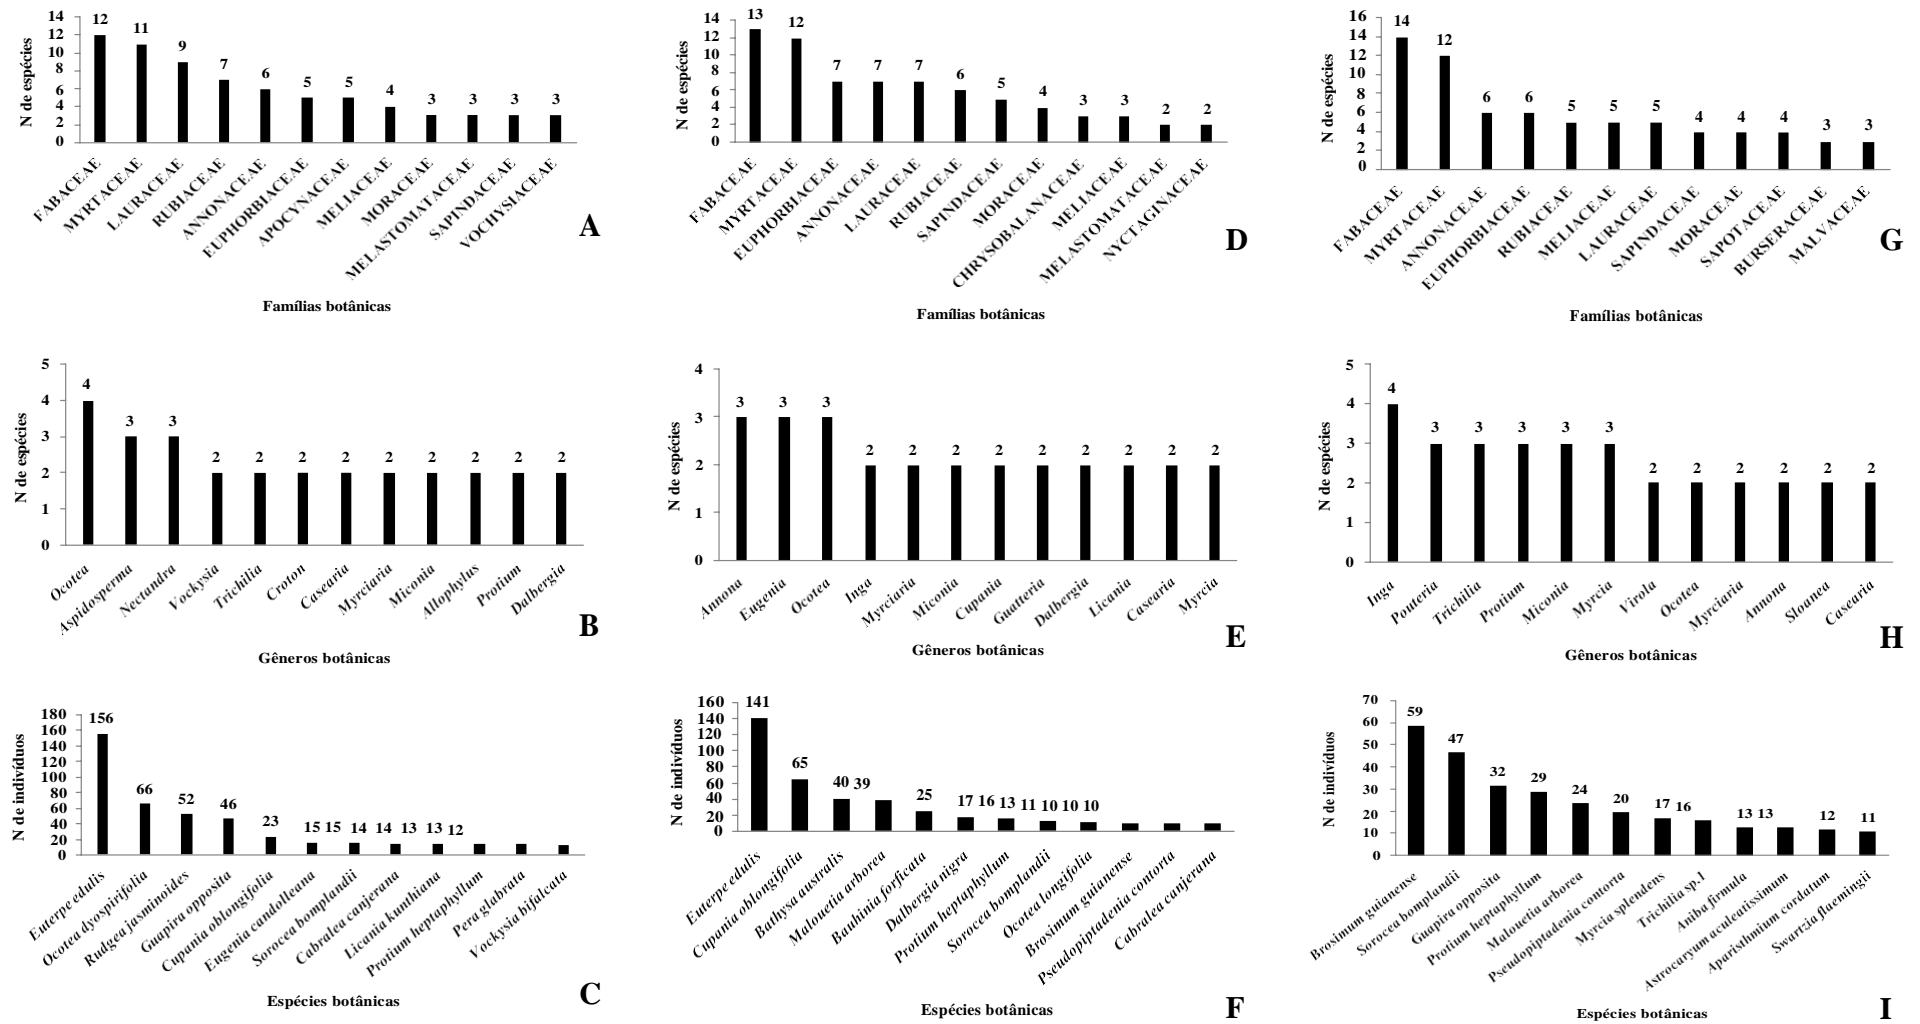 N de espécies
14
12
10
8
6
4
2
0
12
11
9
7
6
5
5
4
3
3
3
3
FABACEAE
MYRTACEAE
LAURACEAE
RUBIACEAE
ANNONACEAE
EUPHORBIACEAE
APOCYNACEAE
MELIACEAE
MORACEAE
MELASTOMATACEAE
SAPINDACEAE
VOCHYSIACEAE
Famílias botânicas
A
N de espécies
14
12
10
8
6
4
2
0
13
12
7
7
7
6
5
4
3
3
2
2
FABACEAE
MYRTACEAE
EUPHORBIACEAE
ANNONACEAE
LAURACEAE
RUBIACEAE
SAPINDACEAE
MORACEAE
CHRYSOBALANACEAE
MELIACEAE
MELASTOMATACEAE
NYCTAGINACEAE
Famílias botânicas
D
N de espécies
16
14
12
10
8
6
4
2
0
14
12
6
6
5
5
5
4
4
4
3
3
FABACEAE
MYRTACEAE
ANNONACEAE
EUPHORBIACEAE
RUBIACEAE
MELIACEAE
LAURACEAE
SAPINDACEAE
MORACEAE
SAPOTACEAE
BURSERACEAE
MALVACEAE
Famílias botânicas
G
N de espécies
5
4
3
2
1
0
4
3
3
2
2
2
2
2
2
2
2
2
Ocotea
Aspidosperma
Nectandra
Vockysia
Trichilia
Croton
Casearia
Myrciaria
Miconia
Allophylus
Protium
Dalbergia
Gêneros botânicas
B
N de espécies
4
3
2
1
0
3
3
3
2
2
2
2
2
2
2
2
2
Annona
Eugenia
Ocotea
Inga
Myrciaria
Miconia
Cupania
Guatteria
Dalbergia
Licania
Casearia
Myrcia
Gêneros botânicas
E
N de espécies
5
4
3
2
1
0
4
3
3
3
3
3
2
2
2
2
2
2
Inga
Pouteria
Trichilia
Protium
Miconia
Myrcia
Virola
Ocotea
Myrciaria
Annona
Sloanea
Casearia
Gêneros botânicas
H
N de indivíduos
180
160
140
120
100
80
60
40
20
0
156
66
52
46
23
15
15
14
14
13
13
12
Euterpe edulis
Ocotea dyospirifolia
Rudgea jasminoides
Guapira opposita
Cupania oblongifolia
Eugenia candolleana
Sorocea bomplandii
Cabralea canjerana
Licania kunthiana
Protium heptaphyllum
Pera glabrata
Vockysia bifalcata
Espécies botânicas
C
N de indivíduos
160
140
120
100
80
60
40
20
0
141
65
40
39
25
17
16
13
11
10
10
10
Euterpe edulis
Cupania oblongifolia
Bathysa australis
Malouetia arborea
Bauhinia forficata
Dalbergia nigra
Protium heptaphyllum
Sorocea bomplandii
Ocotea longifolia
Brosimum guianense
Pseudopiptadenia contorta
Cabralea canjerana
Espécies botânicas
F
N de indivíduos
70
60
50
40
30
20
10
0
59
47
32
29
24
20
17
16
13
13
12
11
Brosimum guianense
Sorocea bomplandii
Guapira opposita
Protium heptaphyllum
Malouetia arborea
Pseudopiptadenia contorta
Myrcia splendens
Trichilia sp.1
Aniba firmula
Astrocaryum aculeatissimum
Aparisthmium cordatum
Swartzia flaemingii
Espécies botânicas
I